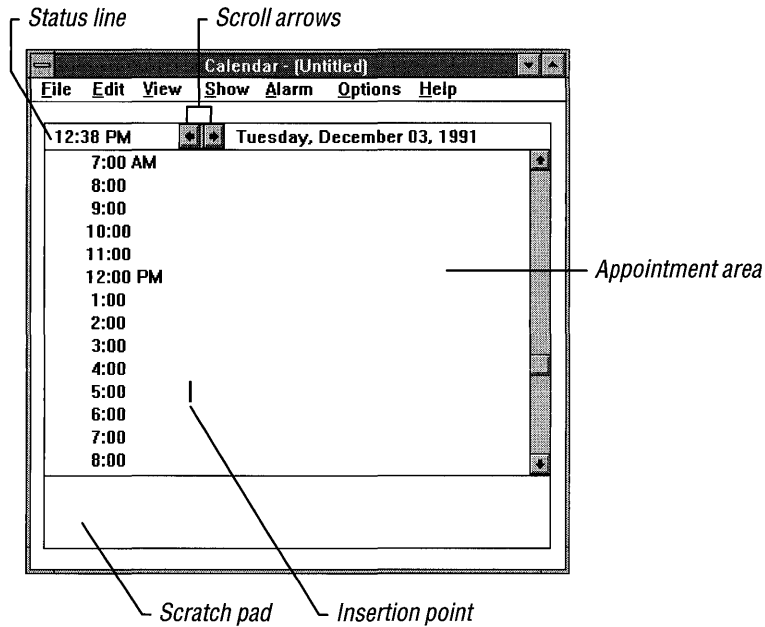 Status line
Scroll arrows
Calendar - (Untitled)
File Edit View Show Alarm Options Help
12:38 PM Tuesday, December 03, 1991
7:00 AM
8:00
9:00
10:00
11:00
12:00 PM
1:00
2:00
3:00
4:00
5:00
6:00
7:00
8:00
Appointment area
Scratch pad
Insertion point